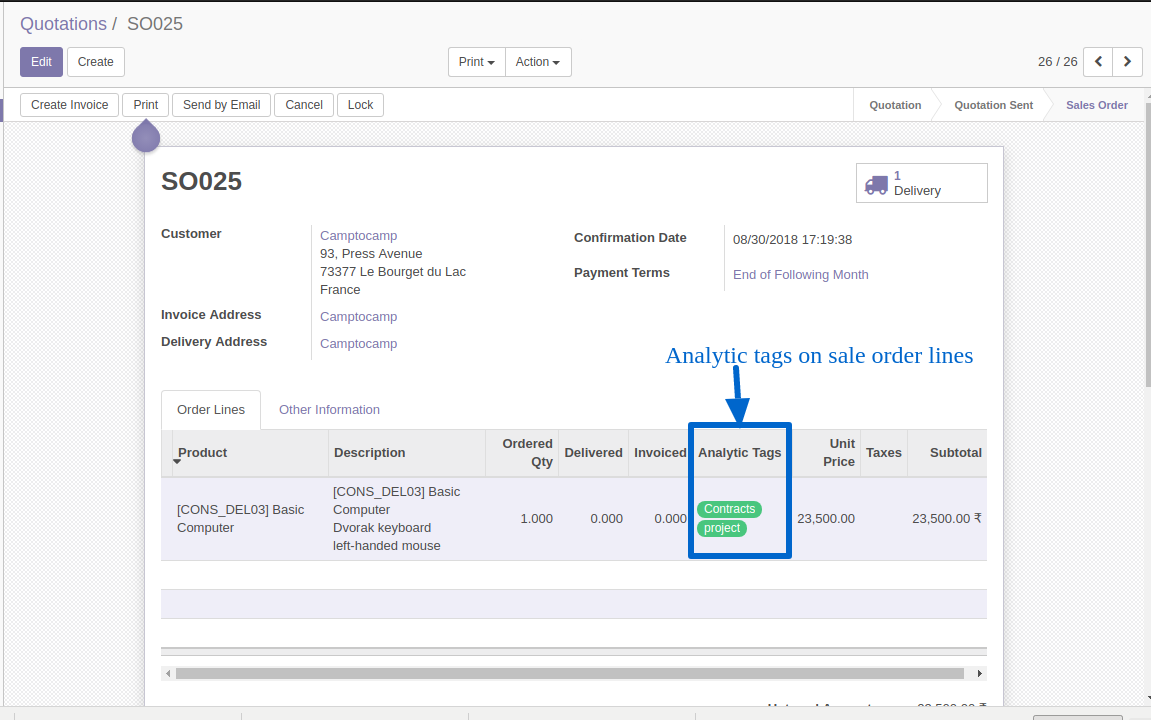 Quotations / SO025
Edit Create Print Action 26 / 26
Create Invoice Print Send by Email Cancel Lock Quotation Quotation Sent Sales Order
SO025
1
Delivery
Customer
Camptocamp
93, Press Avenue
73377 Le Bourget du Lac
France
Confirmation Date 08/30/2018 17:19:38
Payment Terms End of Following Month
Invoice Address Camptocamp
Delivery Address Camptocamp
Analytic tags on sale order lines
Order Lines Other Information
Product Description Ordered Qty Delivered Invoiced Analytic Tags Unit Price Taxes Subtotal
[CONS_DEL03] Basic
Computer
[CONS_DEL03] Basic
Computer
Dvorak keyboard
left-handed mouse
1.000 0.000 0.000
Contracts
project
23,500.00 23,500.00 ₹